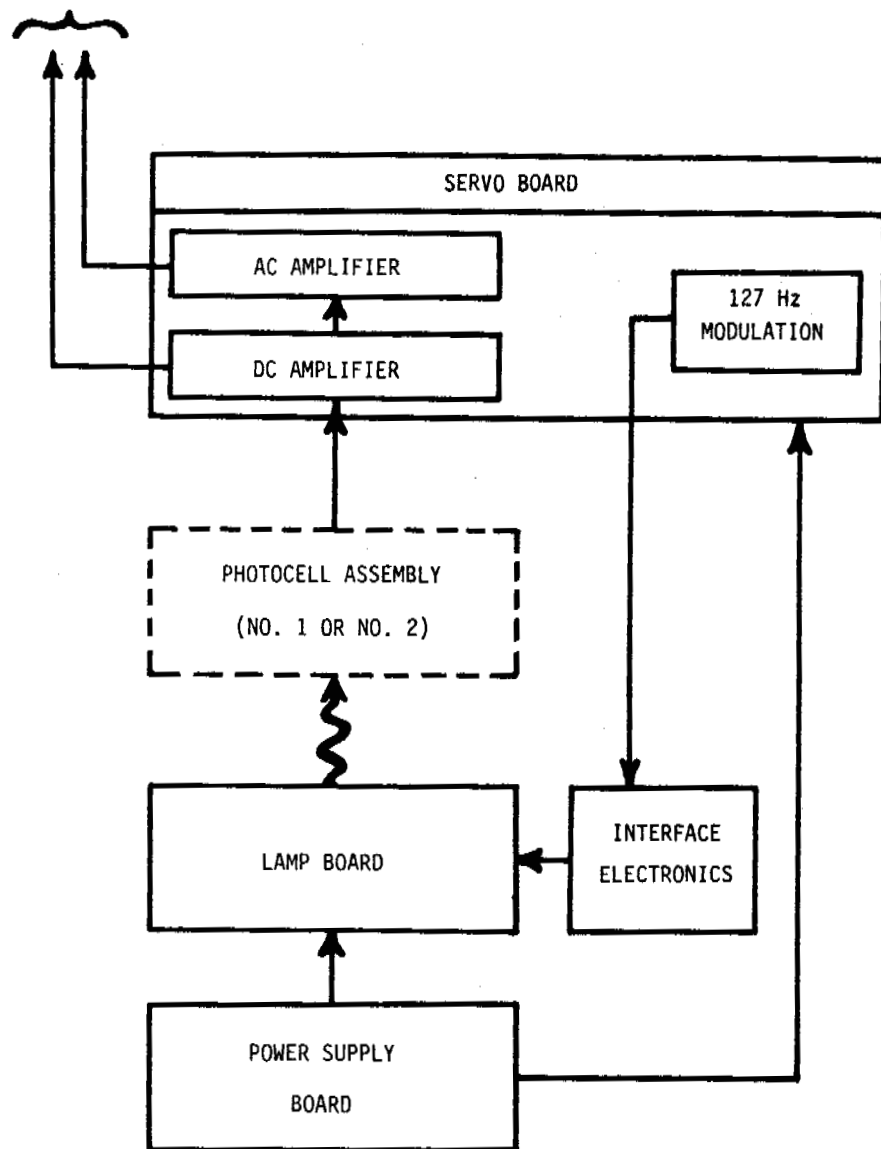 SERVO BOARD
AC AMPLIFIER
127 Hz
MODULATION
DC AMPLIFIER
PHOTOCELL ASSEMBLY
(NO. 1 OR NO. 2)
LAMP BOARD
INTERFACE
ELECTRONICS
POWER SUPPLY
BOARD